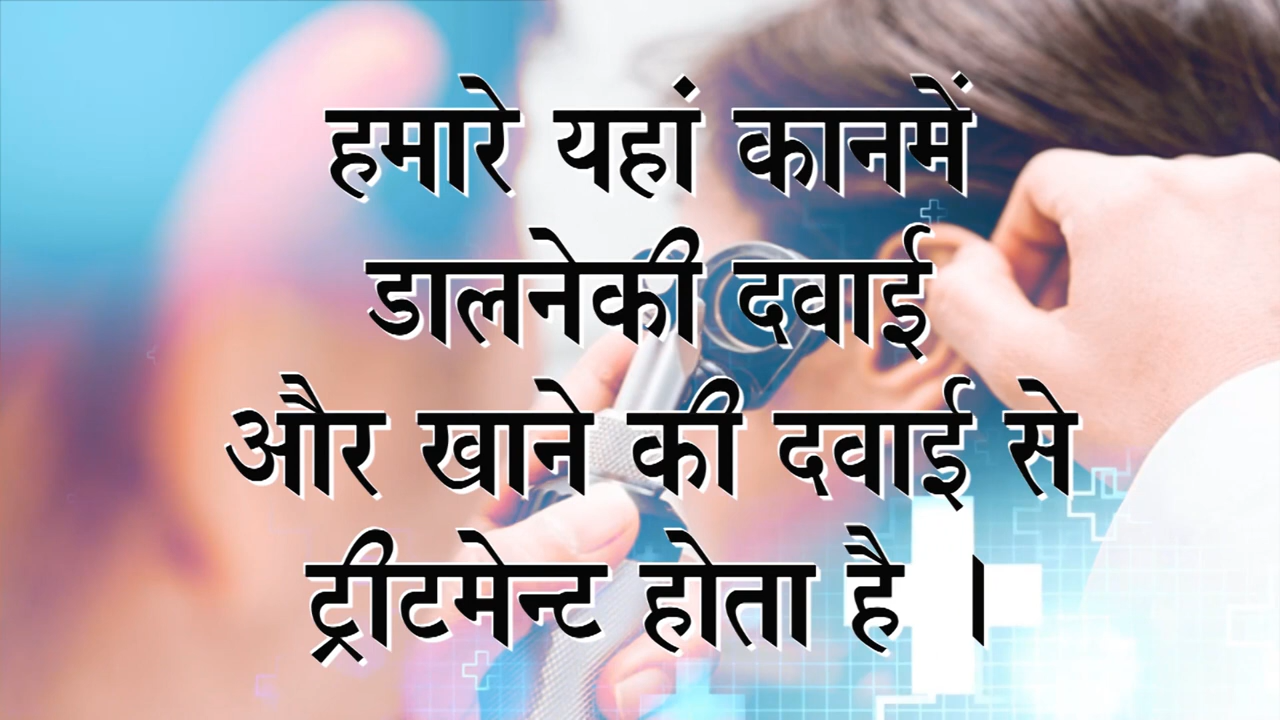 हमारे यहां कानमें
डालनेकी दवाई
और खाने की दवाई से
ट्रीटमेन्ट होता है ।